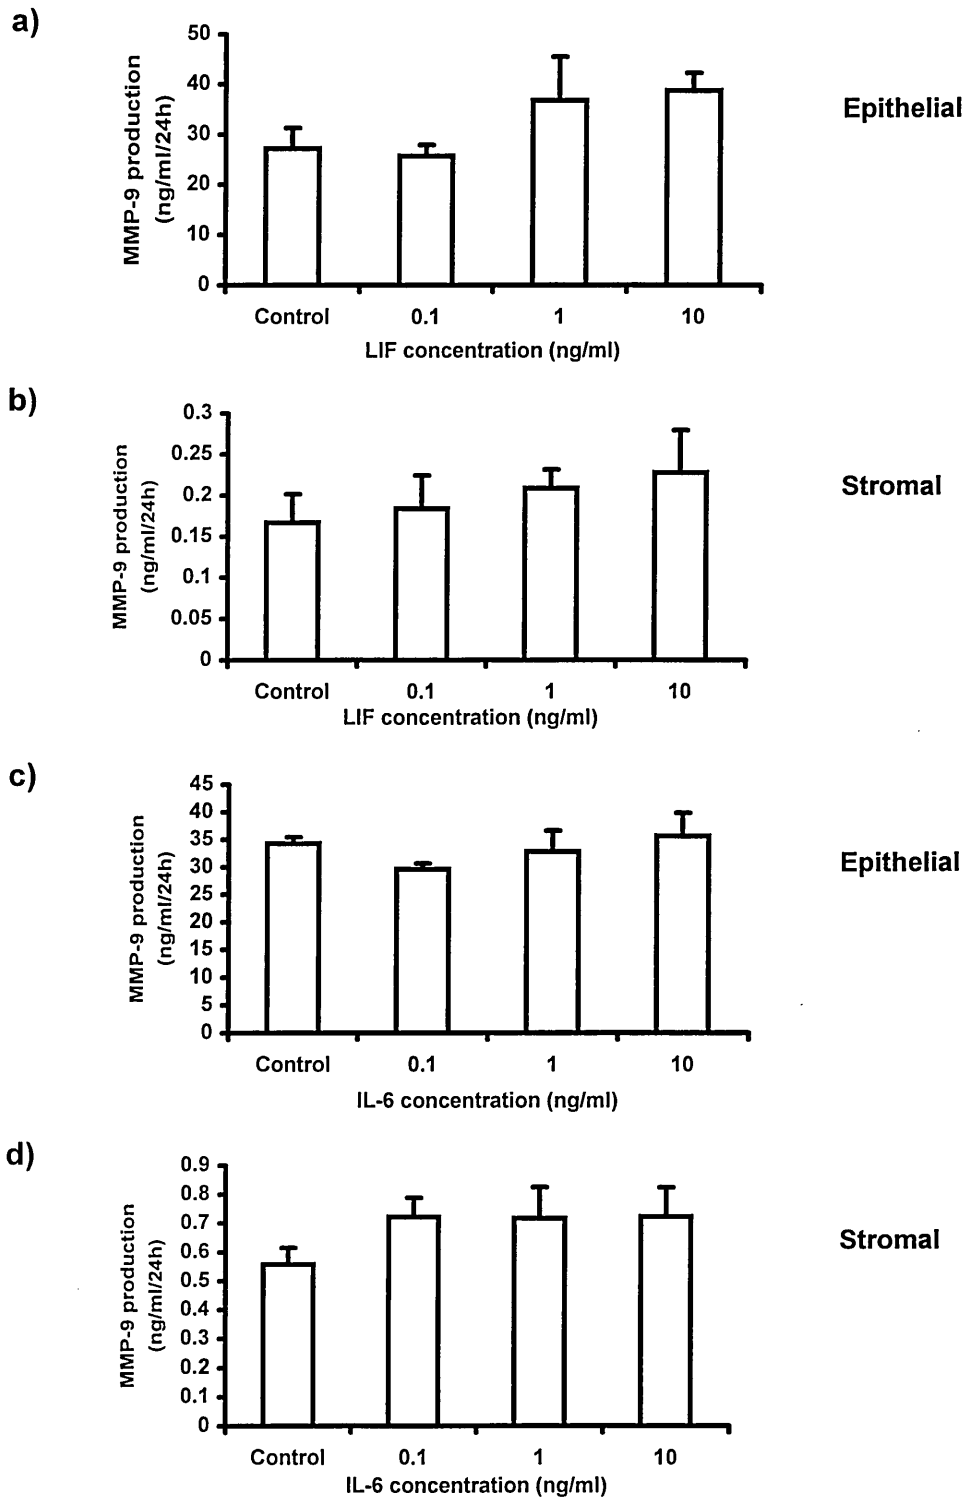 a)
MMP-9 production
(ng/ml/24h)
50
40
30
20
10
0
Control 0.1 1 10
LIF concentration (ng/ml)
Epithelial
b)
MMP-9 production
(ng/ml/24h)
0.3
0.25
0.2
0.15
0.1
0.05
0
Control 0.1 1 10
LIF concentration (ng/ml)
Stromal
c)
MMP-9 production
(ng/ml/24h)
45
40
35
30
25
20
15
10
5
0
Control 0.1 1 10
IL-6 concentration (ng/ml)
Epithelial
d)
MMP-9 production
(ng/ml/24h)
0.9
0.8
0.7
0.6
0.5
0.4
0.3
0.2
0.1
0
Control 0.1 1 10
IL-6 concentration (ng/ml)
Stromal